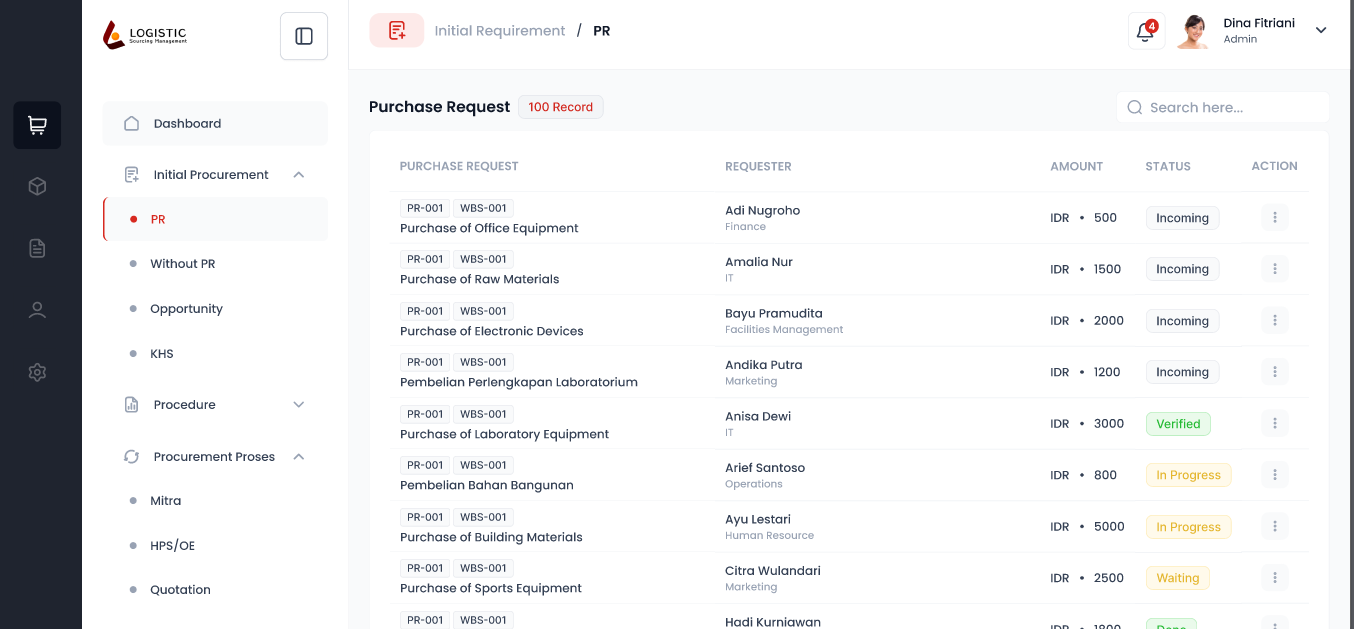 LOGISTIC
Sourcing Management
Initial Requirement / PR
4
Dina Fitriani
Admin
Dashboard
Initial Procurement
PR
Without PR
Opportunity
KHS
Procedure
Procurement Proses
Mitra
HPS/OE
Quotation
Purchase Request 100 Record
Search here...
PURCHASE REQUEST REQUESTER AMOUNT STATUS ACTION
PR-001 WBS-001
Purchase of Office Equipment
Adi Nugroho
Finance
IDR • 500
Incoming
PR-001 WBS-001
Purchase of Raw Materials
Amalia Nur
IT
IDR • 1500
Incoming
PR-001 WBS-001
Purchase of Electronic Devices
Bayu Pramudita
Facilities Management
IDR • 2000
Incoming
PR-001 WBS-001
Pembelian Perlengkapan Laboratorium
Andika Putra
Marketing
IDR • 1200
Incoming
PR-001 WBS-001
Purchase of Laboratory Equipment
Anisa Dewi
IT
IDR • 3000
Verified
PR-001 WBS-001
Pembelian Bahan Bangunan
Arief Santoso
Operations
IDR • 800
In Progress
PR-001 WBS-001
Purchase of Building Materials
Ayu Lestari
Human Resource
IDR • 5000
In Progress
PR-001 WBS-001
Purchase of Sports Equipment
Citra Wulandari
Marketing
IDR • 2500
Waiting
PR-001 WBS-001
Hadi Kurniawan
IDR • 1800
Done